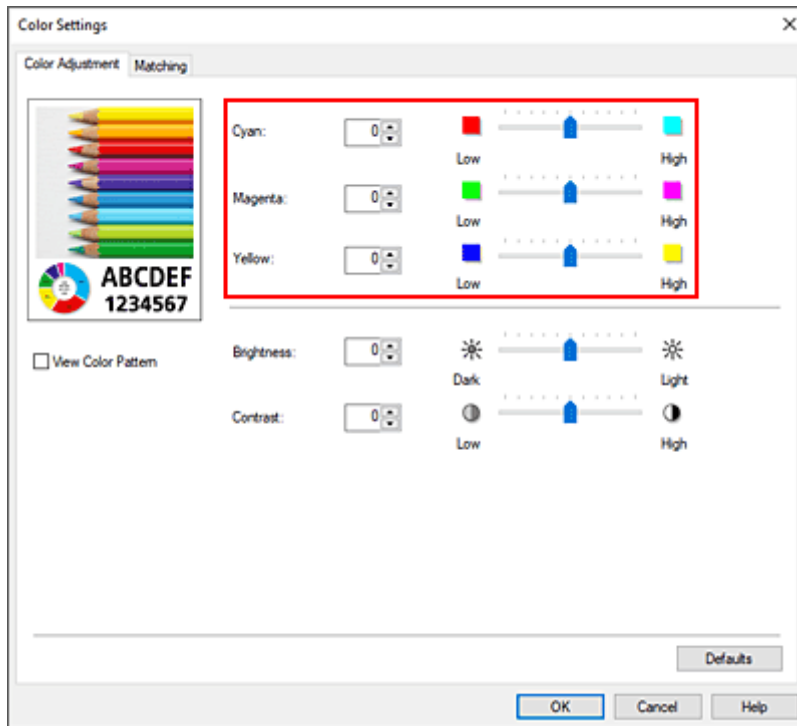 Color Settings
Color Adjustment Matching
Cyan: 0
Low High
Magenta: 0
Low High
Yellow: 0
Low High
ABCDEF
1234567
View Color Pattern
Brightness: 0
Dark Light
Contrast: 0
Low High
Defaults
OK Cancel Help